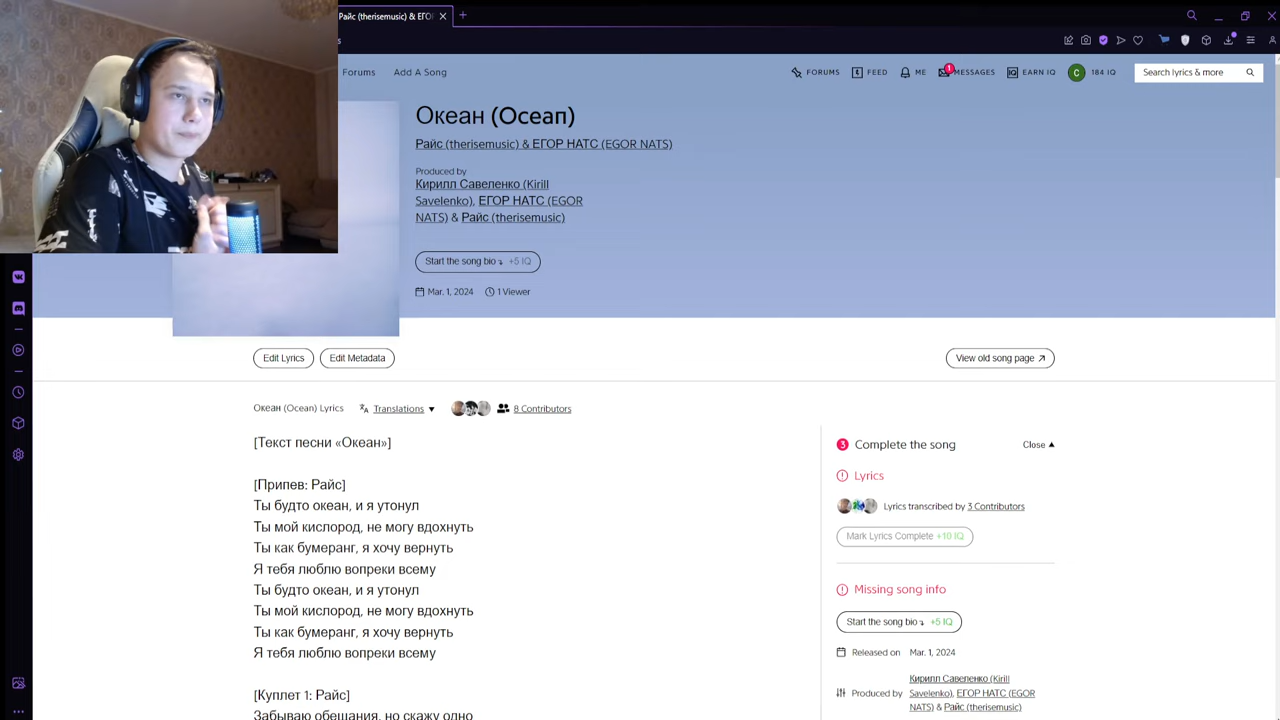 Райс (therisemusic) & ЕГО
Forums
Add A Song
FORUMS
FEED
ME
1
MESSAGES
EARN IQ
C
184 IQ
Search lyrics & more
Океан (Ocean)
Райс (therisemusic) & ЕГОР НАТС (EGOR NATS)
Produced by
Кирилл Савеленко (Kirill
Savelenko), ЕГОР НАТС (EGOR
NATS) & Райс (therisemusic)
Start the song bio +5 IQ
Mar. 1, 2024
1 Viewer
Edit Lyrics
Edit Metadata
View old song page
Океан (Ocean) Lyrics
Translations
8 Contributors
[Текст песни «Океан»]
[Припев: Райс]
Ты будто океан, и я утонул
Ты мой кислород, не могу вдохнуть
Ты как бумеранг, я хочу вернуть
Я тебя люблю вопреки всему
Ты будто океан, и я утонул
Ты мой кислород, не могу вдохнуть
Ты как бумеранг, я хочу вернуть
Я тебя люблю вопреки всему
[Куплет 1: Райс]
Забываю обещания, но скажу одно
3 Complete the song
Close
Lyrics
Lyrics transcribed by 3 Contributors
Mark Lyrics Complete +10 IQ
Missing song info
Start the song bio +5 IQ
Released on Mar. 1, 2024
Produced by
Кирилл Савеленко (Kirill
Savelenko), ЕГОР НАТС (EGOR
NATS) & Райс (therisemusic)